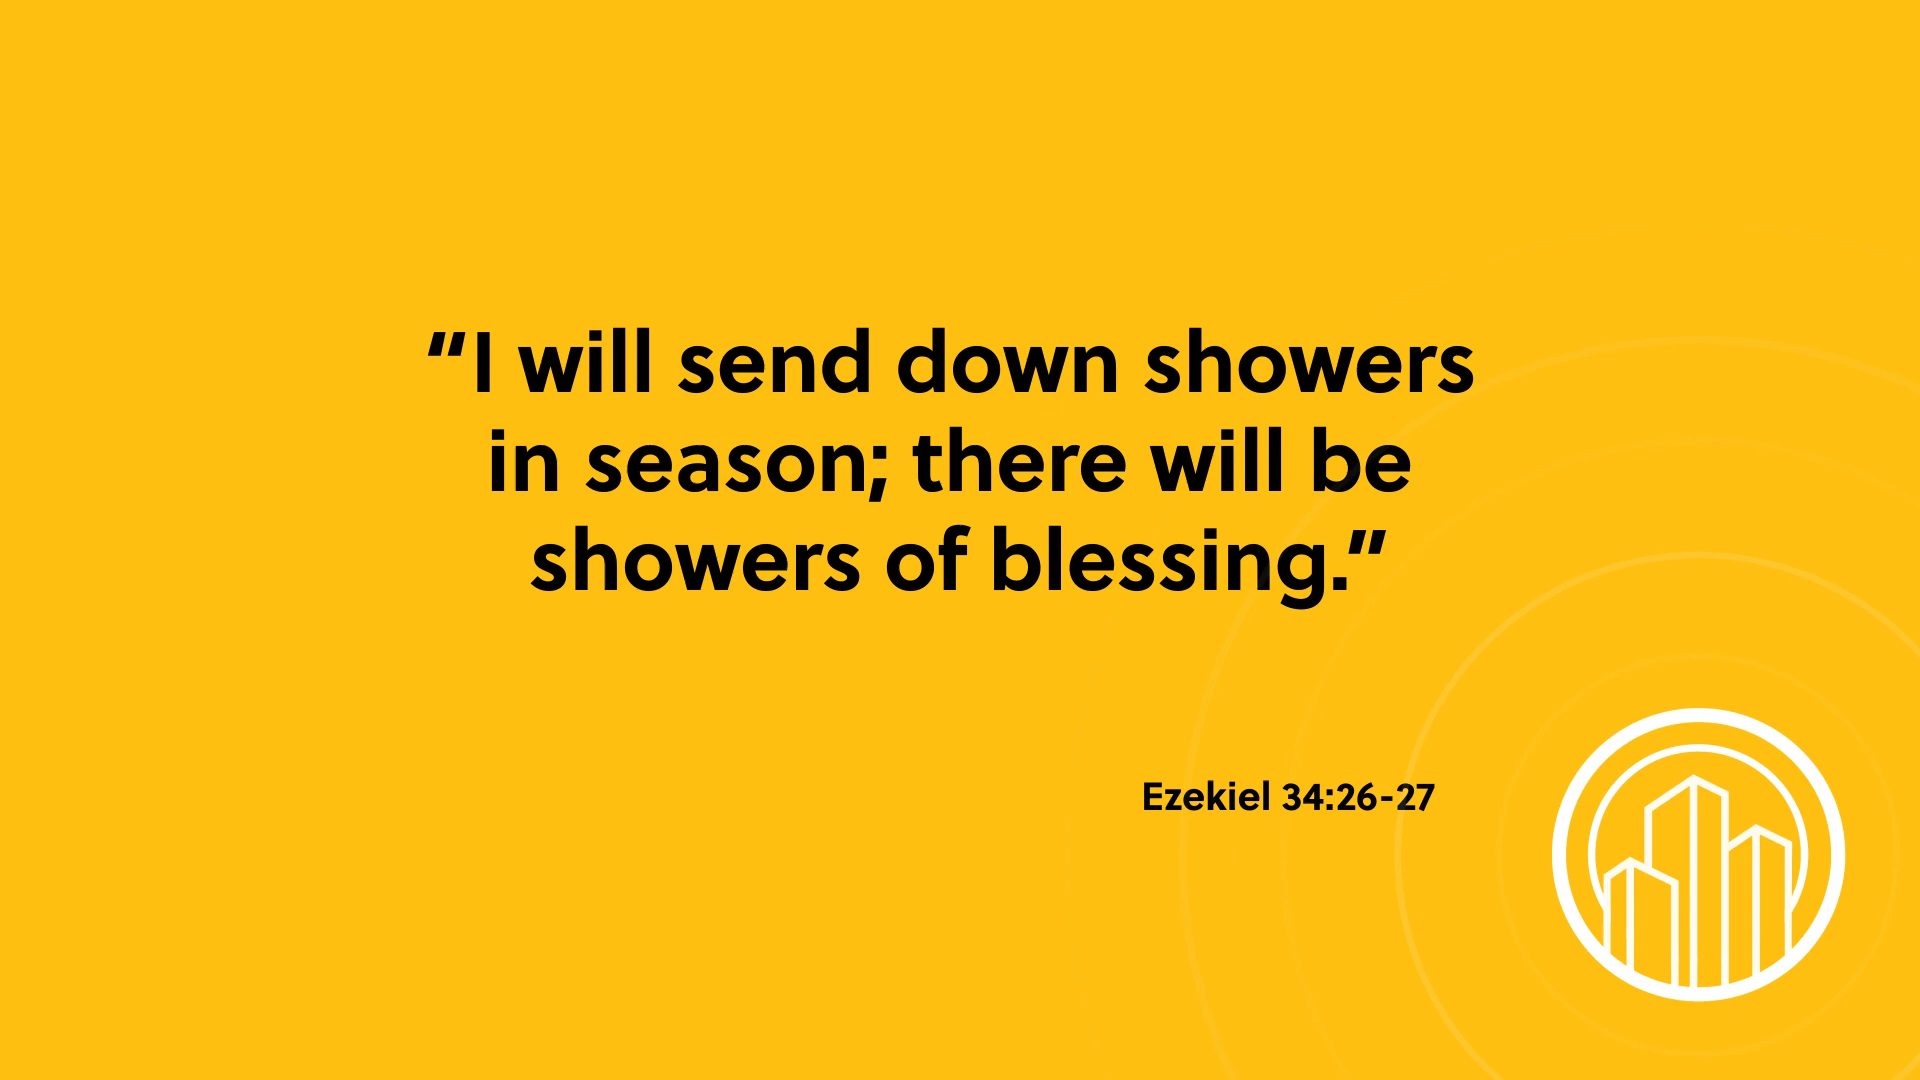 “I will send down showers
in season; there will be
showers of blessing.”
Ezekiel 34:26-27